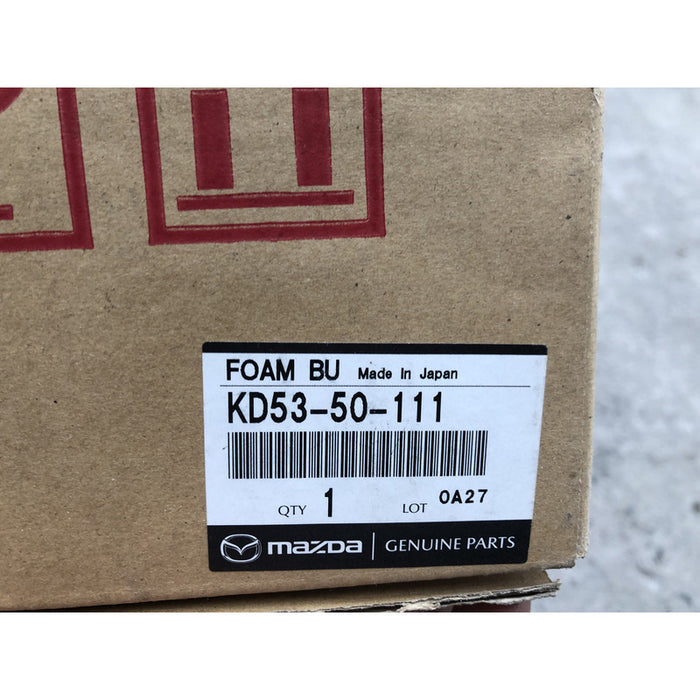 FOAM BU Made In Japan
KD53-50-111
QTY 1 LOT 0A27
mazda GENUINE PARTS